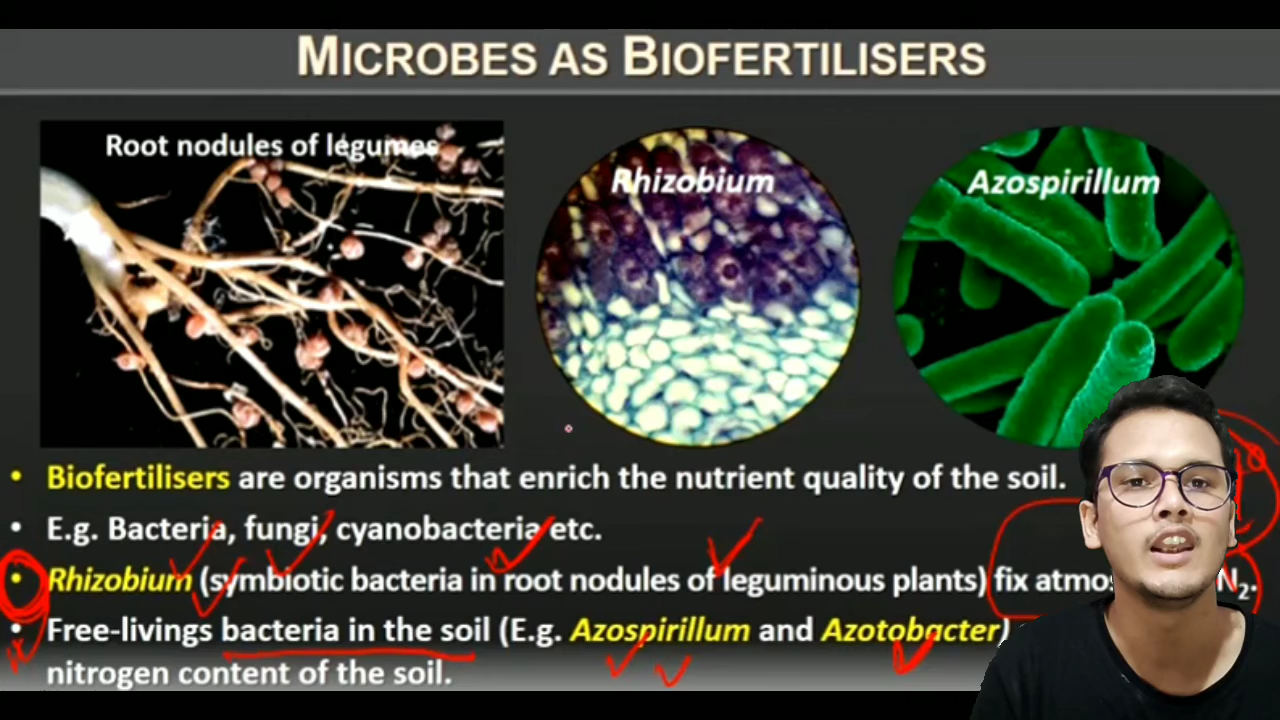 MICROBES AS BIOFERTILISERS
Root nodules of legumes
Rhizobium
Azospirillum
• Biofertilisers are organisms that enrich the nutrient quality of the soil.
• E.g. Bacteria, fungi, cyanobacteria etc.
• Rhizobium (symbiotic bacteria in root nodules of leguminous plants) fix N₂.
• Free-livings bacteria in the soil (E.g. Azospirillum and Azotobacter)
nitrogen content of the soil.